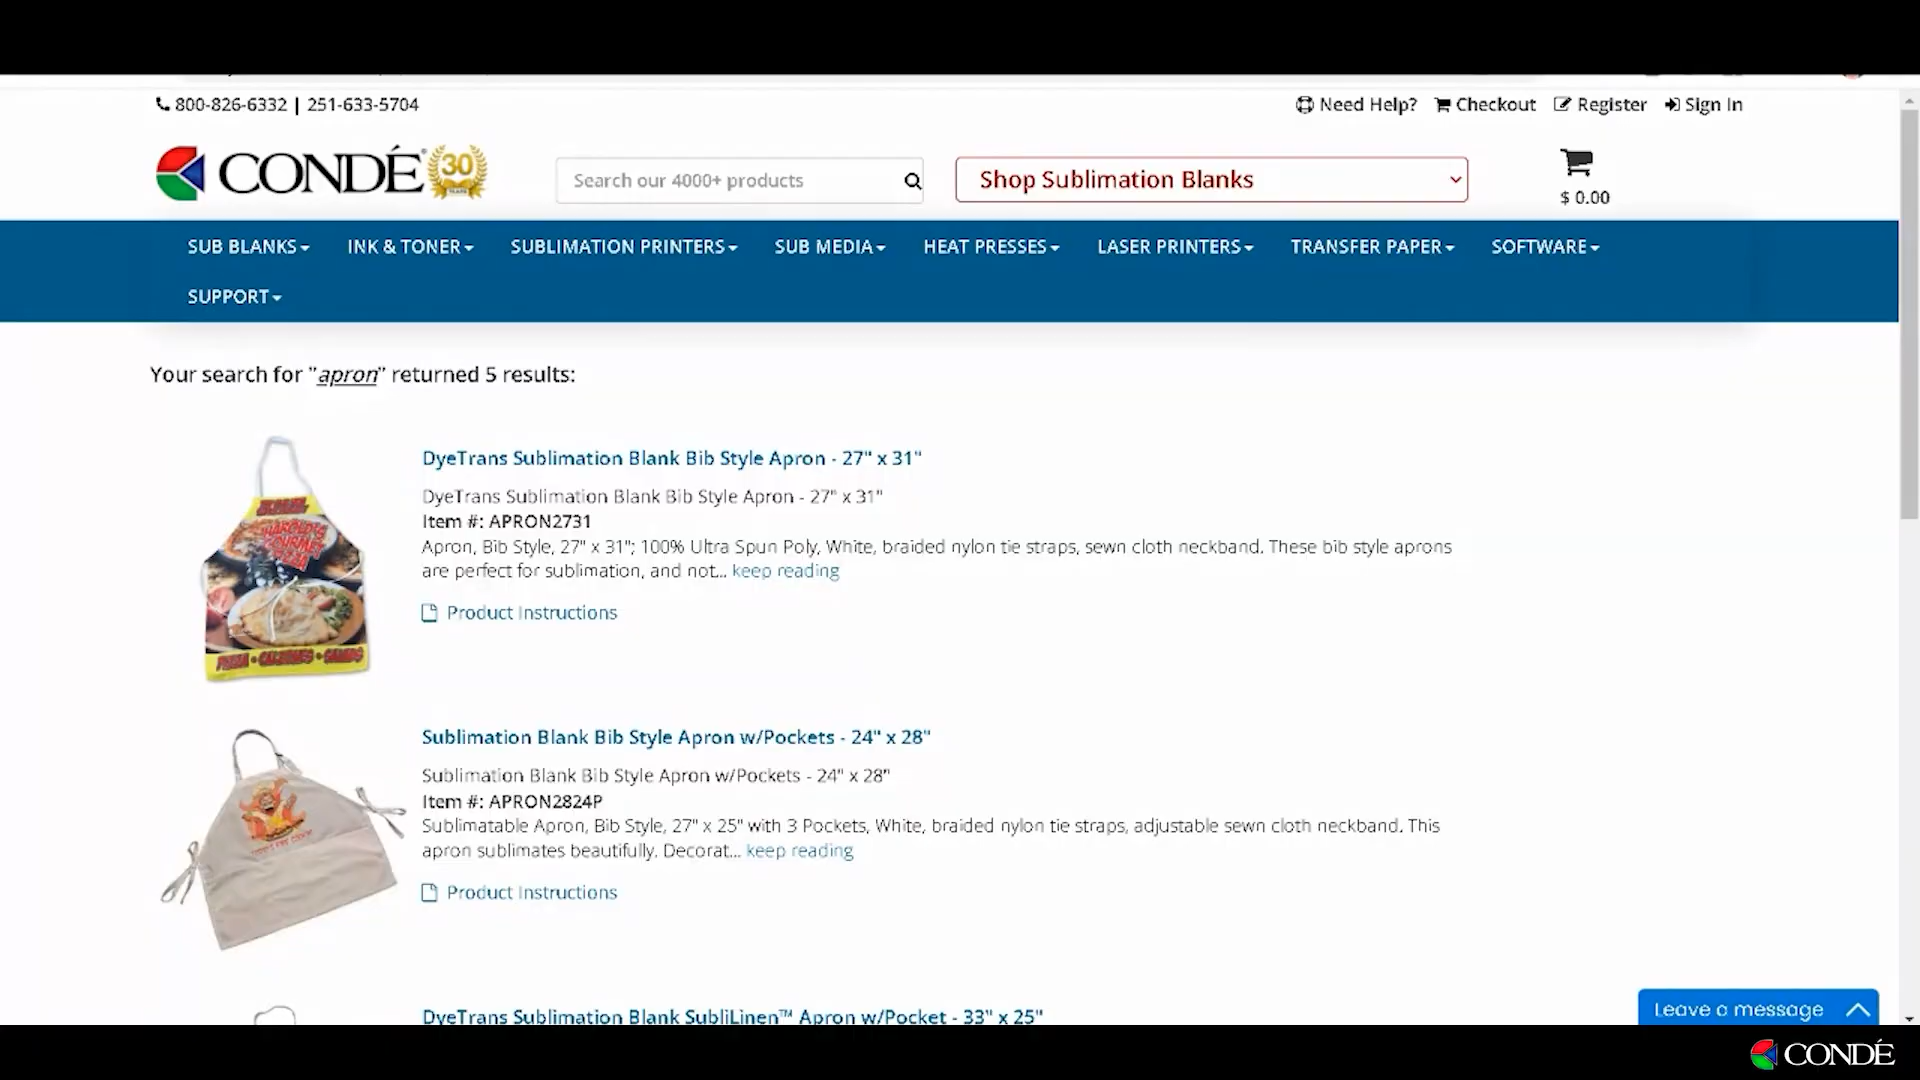 800-826-6332 | 251-633-5704
Need Help? Checkout Register Sign In
CONDÉ 30 YEARS
Search our 4000+ products
Shop Sublimation Blanks
$ 0.00
SUB BLANKS INK & TONER SUBLIMATION PRINTERS SUB MEDIA HEAT PRESSES LASER PRINTERS TRANSFER PAPER SOFTWARE
SUPPORT
Your search for "apron" returned 5 results:
DyeTrans Sublimation Blank Bib Style Apron - 27" x 31"
DyeTrans Sublimation Blank Bib Style Apron - 27" x 31"
Item #: APRON2731
Apron, Bib Style, 27" x 31"; 100% Ultra Spun Poly, White, braided nylon tie straps, sewn cloth neckband. These bib style aprons
are perfect for sublimation, and not... keep reading
Product Instructions
HAROLD'S
GOURMET
PIZZA
Sublimation Blank Bib Style Apron w/Pockets - 24" x 28"
Sublimation Blank Bib Style Apron w/Pockets - 24" x 28"
Item #: APRON2824P
Sublimatable Apron, Bib Style, 27" x 25" with 3 Pockets, White, braided nylon tie straps, adjustable sewn cloth neckband. This
apron sublimates beautifully. Decorat... keep reading
Product Instructions
DyeTrans Sublimation Blank SubliLinen™ Apron w/Pocket - 33" x 25"
Leave a message
CONDÉ